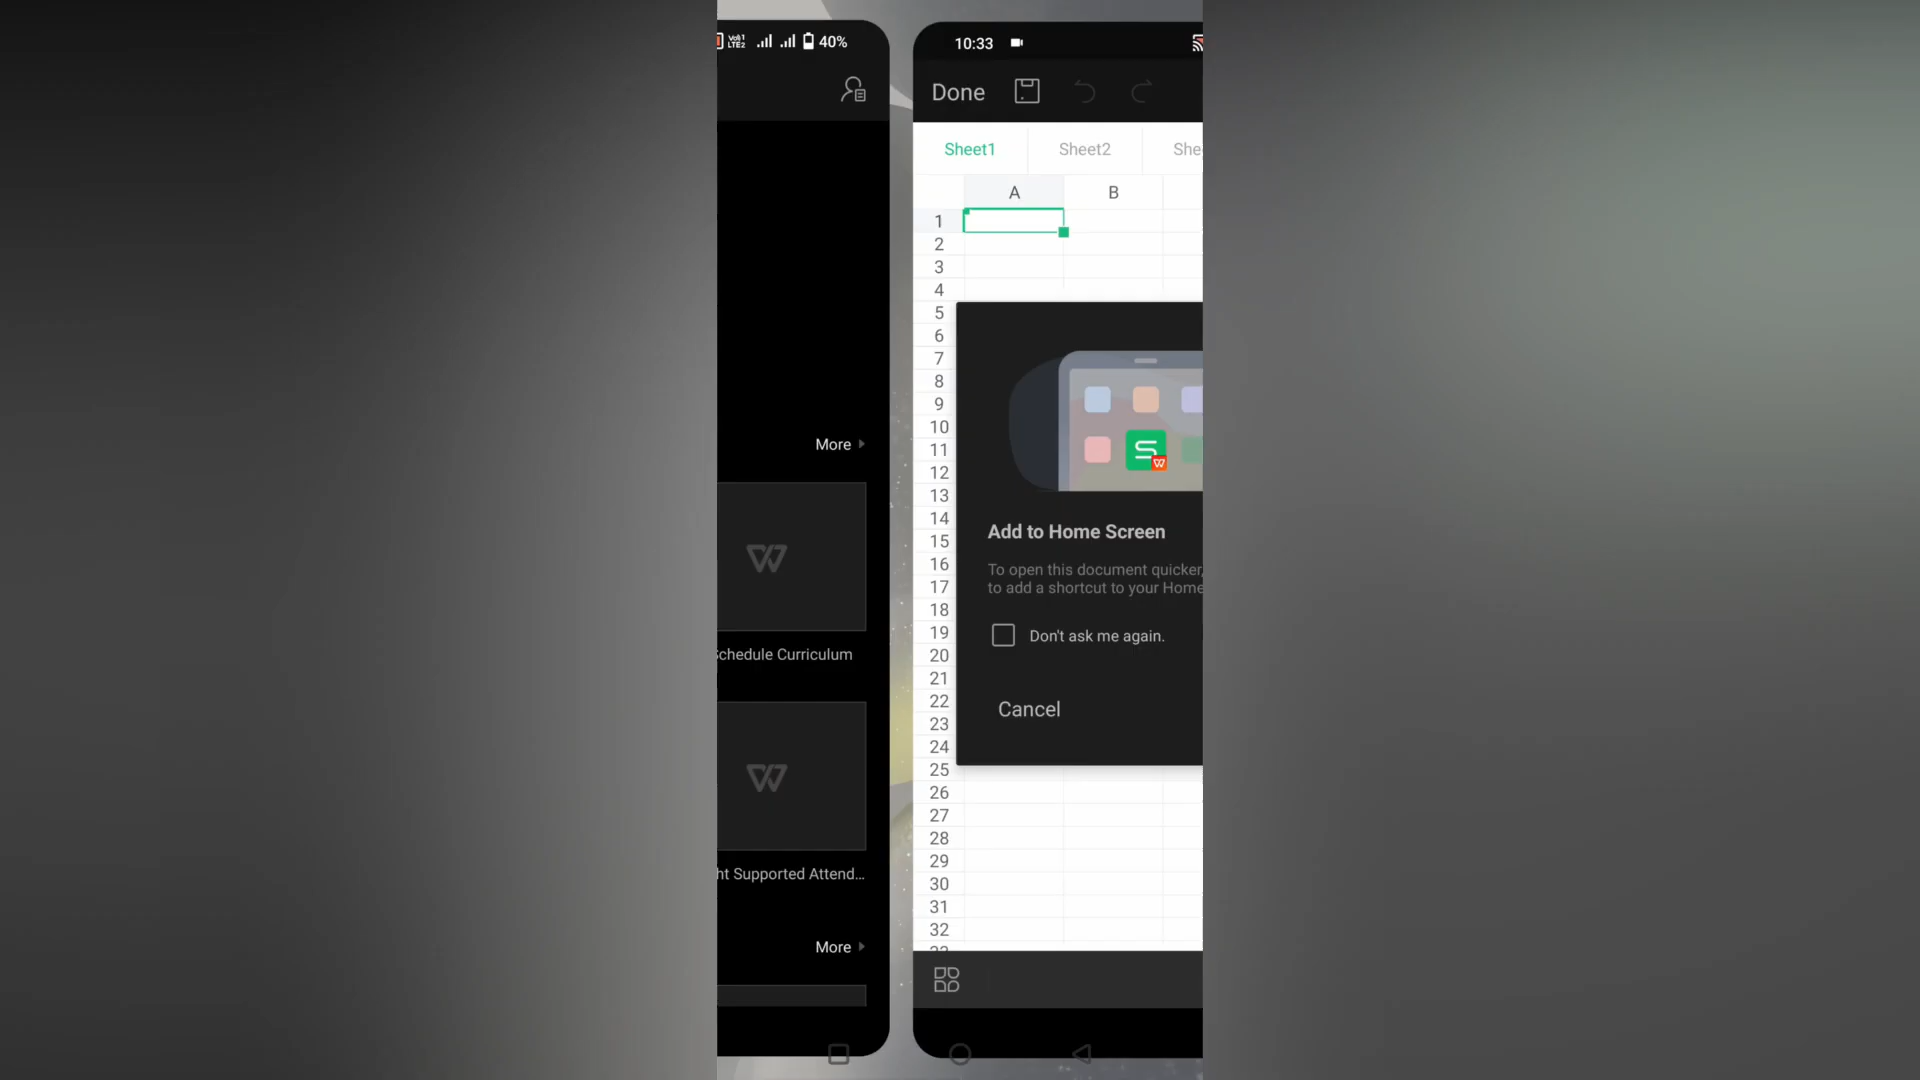 40%
More
Schedule Curriculum
ht Supported Attend...
More
10:33
Done
Sheet1 Sheet2 She
A B
1
2
3
4
5
6
7
8
9
10
11
12
13
14
15
16
17
18
19
20
21
22
23
24
25
26
27
28
29
30
31
32
Add to Home Screen
To open this document quicker,
to add a shortcut to your Home
Don't ask me again.
Cancel